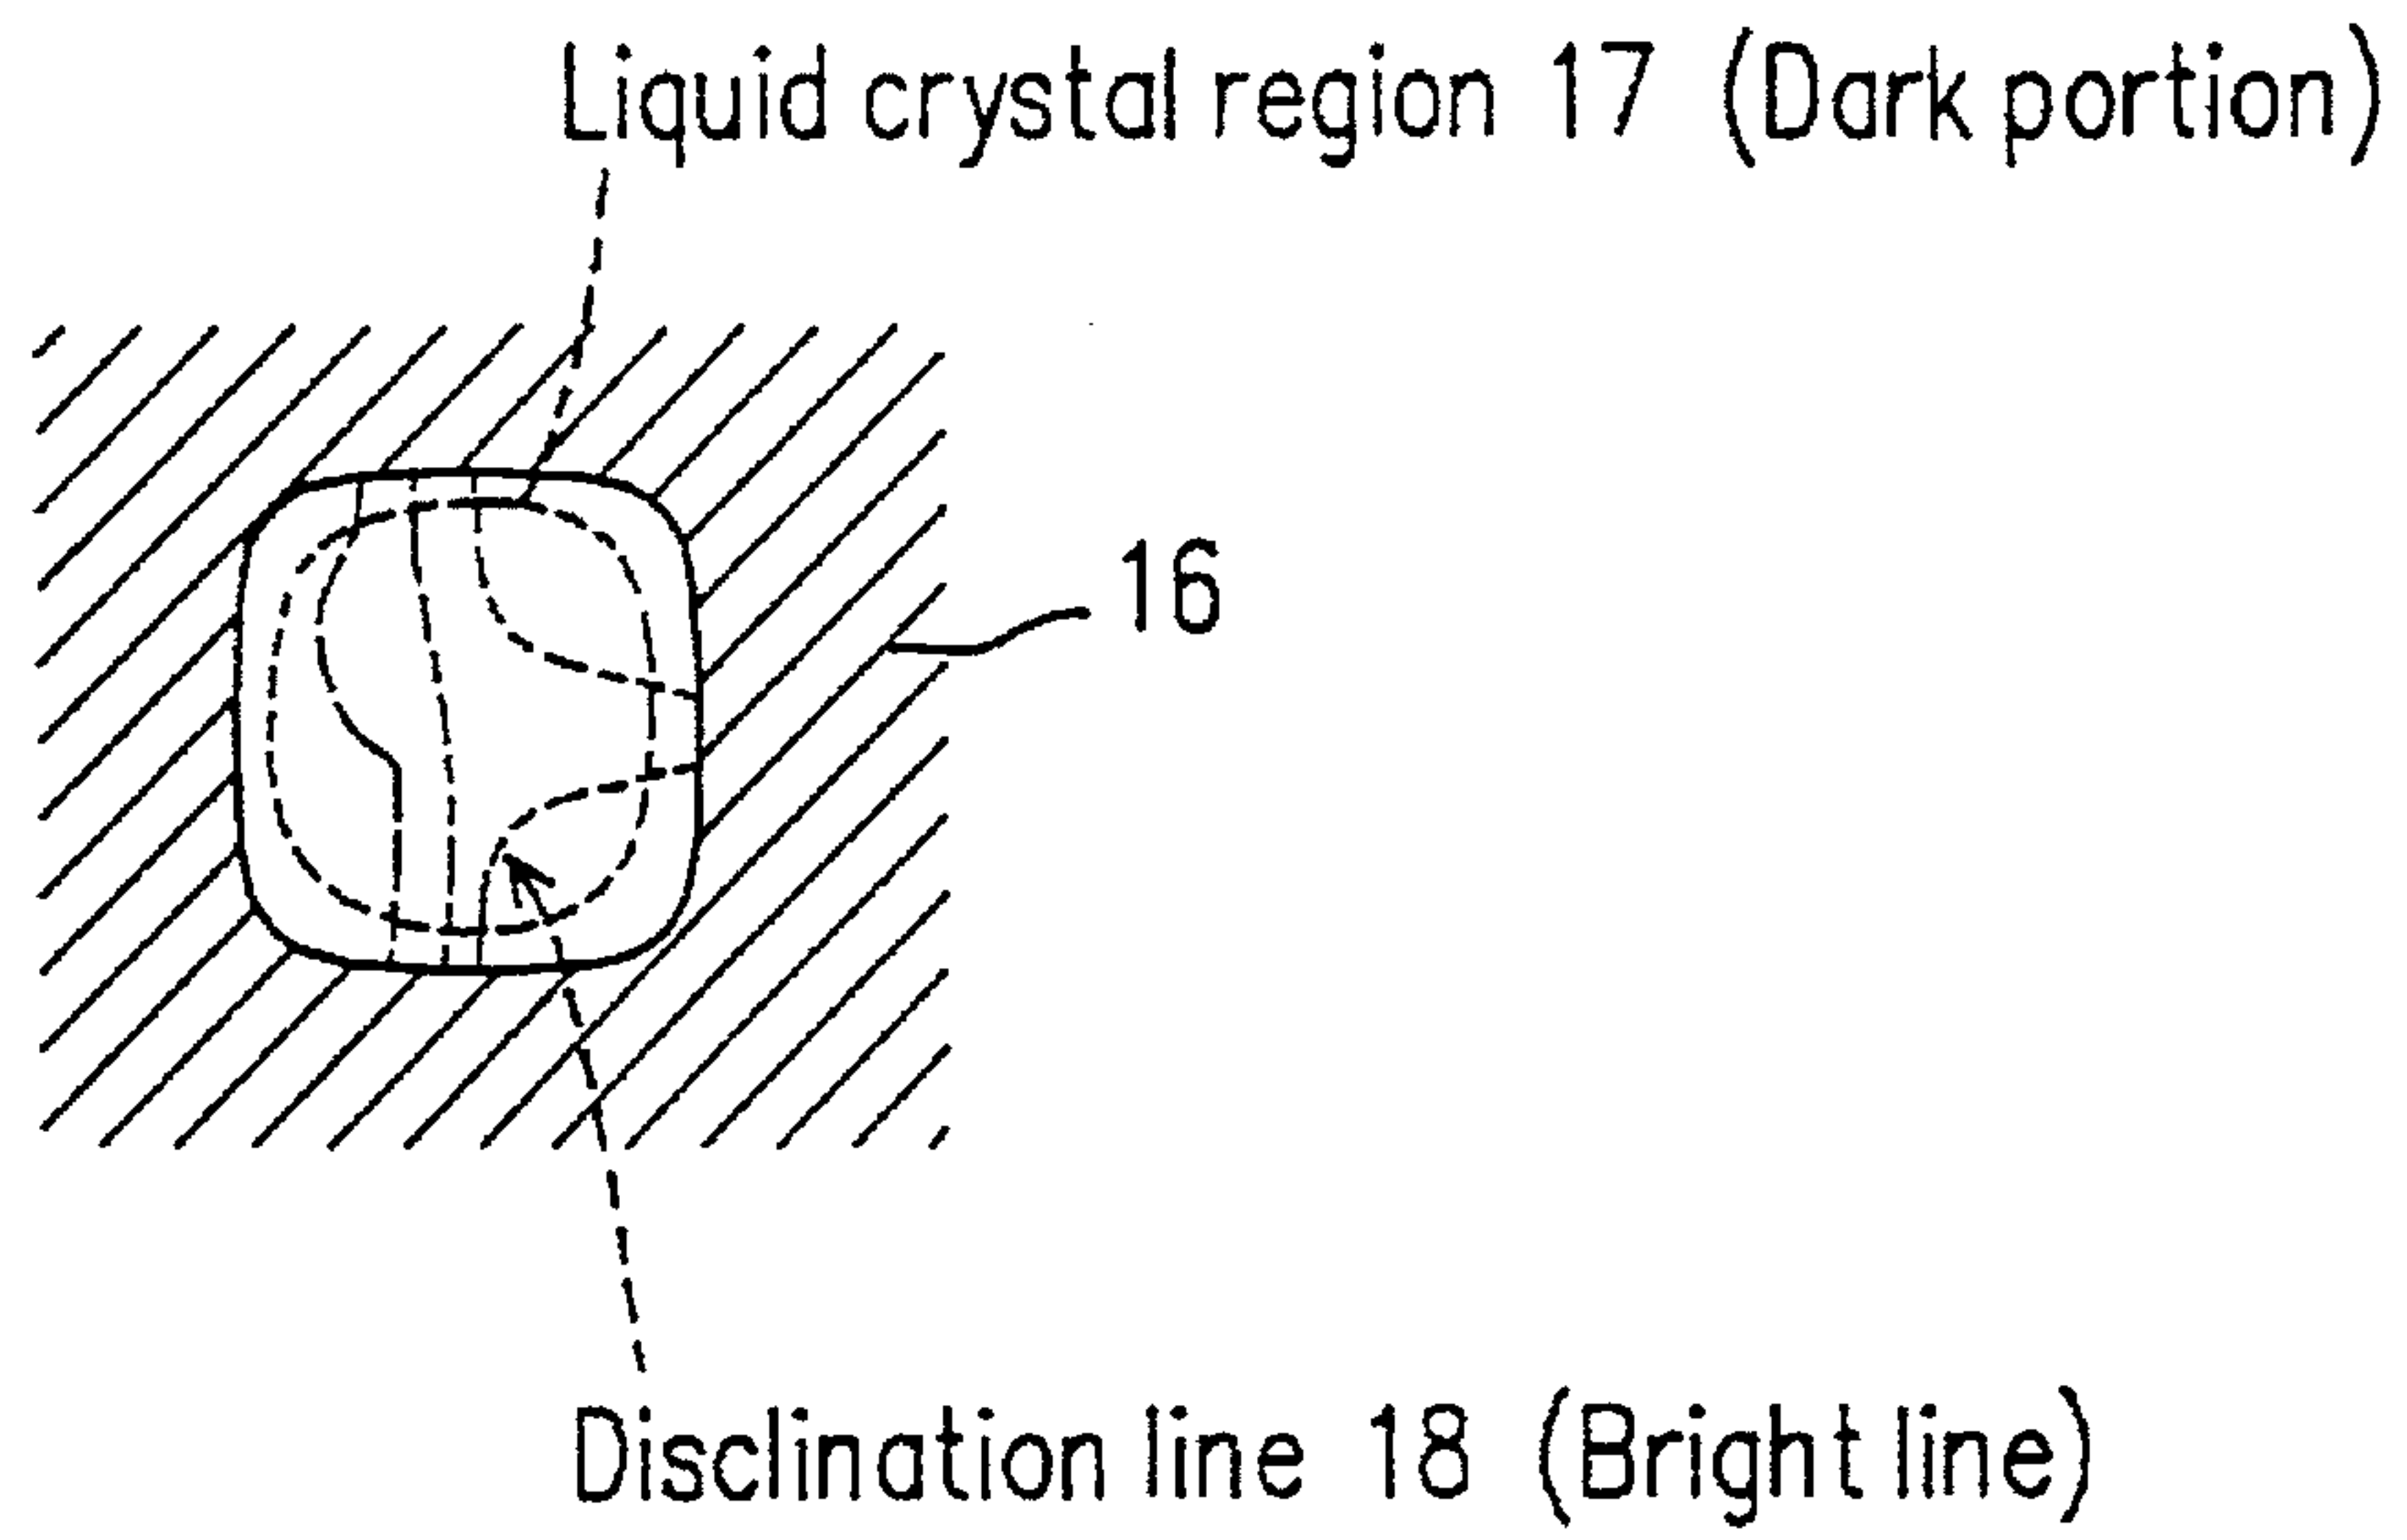 Liquid crystal region 17 (Dark portion)
16
Disclination line 18 (Bright line)